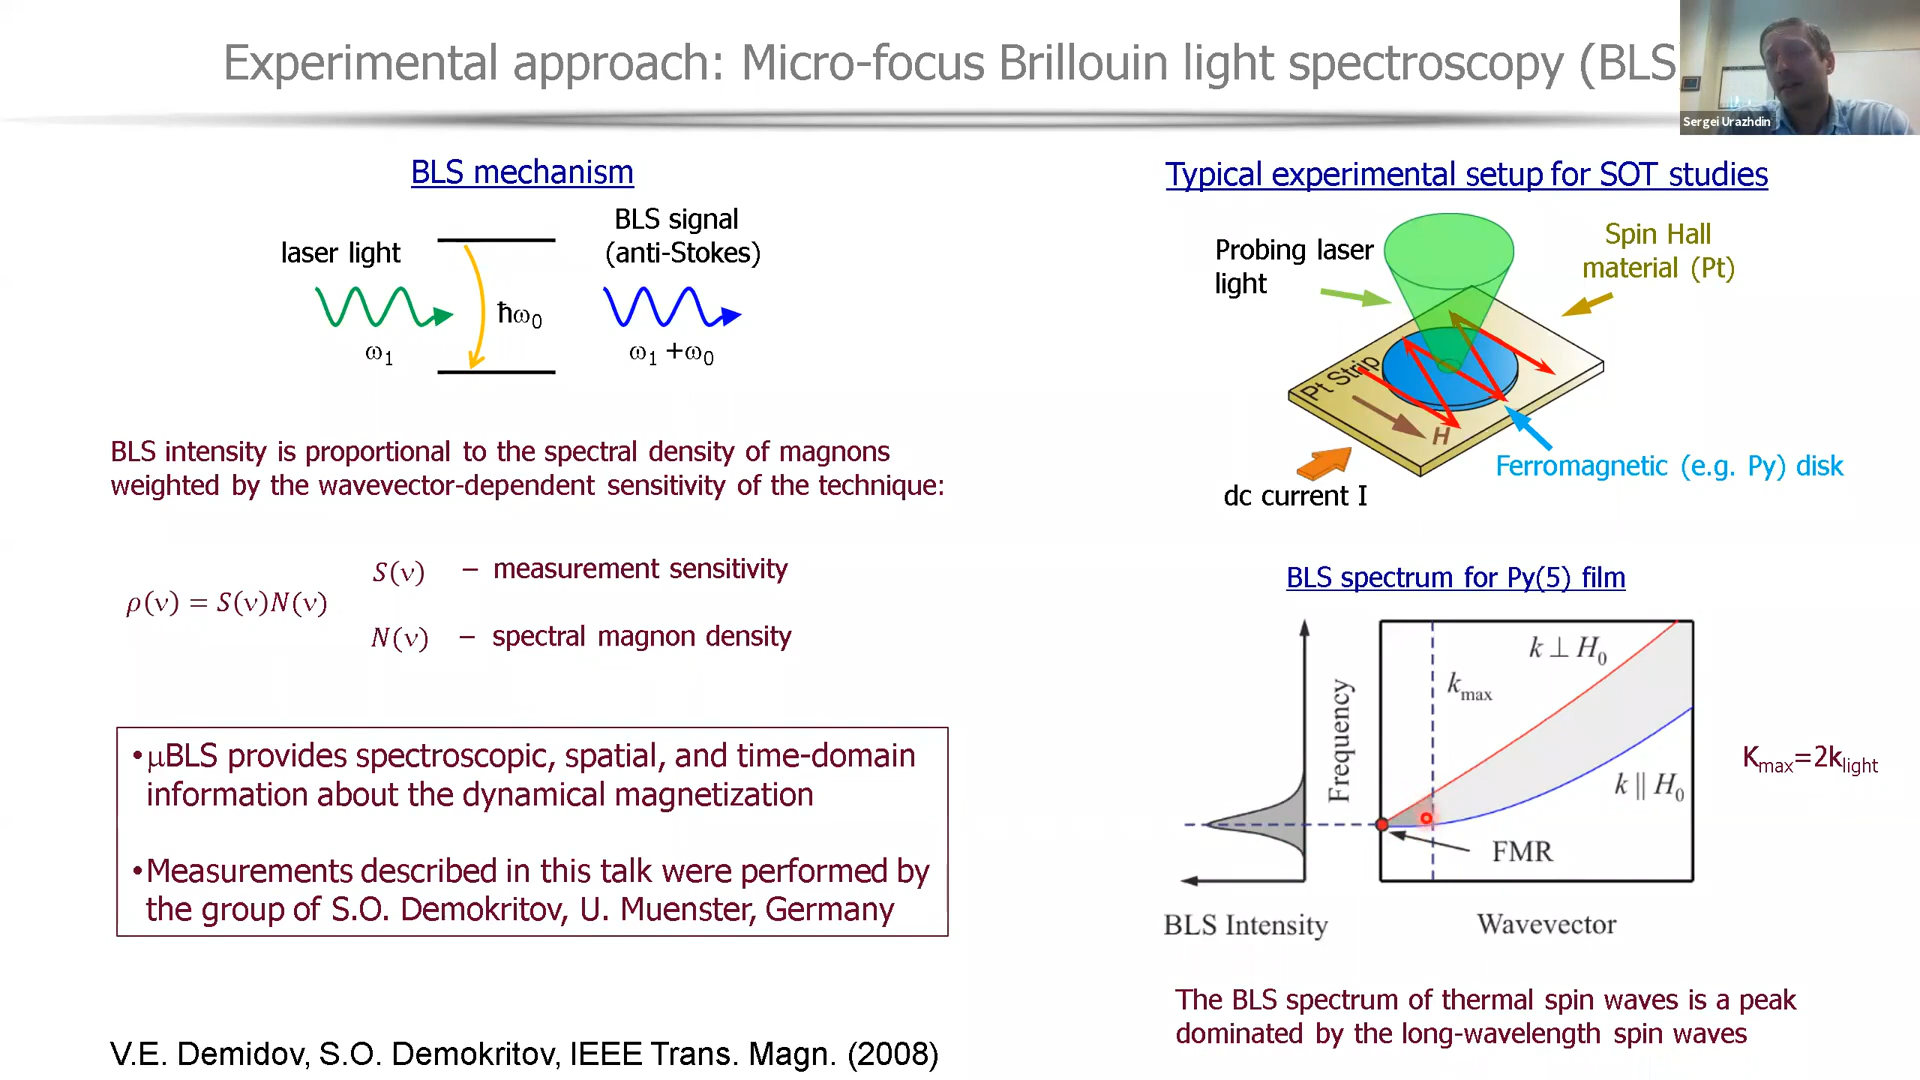 Experimental approach: Micro-focus Brillouin light spectroscopy (BLS
Sergei Urazhdin
BLS mechanism
laser light
BLS signal
(anti-Stokes)
ħω0
ω1
ω1 +ω0
BLS intensity is proportional to the spectral density of magnons
weighted by the wavevector-dependent sensitivity of the technique:
ρ(ν) = S(ν)N(ν)
S(ν) – measurement sensitivity
N(ν) – spectral magnon density
•μBLS provides spectroscopic, spatial, and time-domain
information about the dynamical magnetization
•Measurements described in this talk were performed by
the group of S.O. Demokritov, U. Muenster, Germany
V.E. Demidov, S.O. Demokritov, IEEE Trans. Magn. (2008)
Typical experimental setup for SOT studies
Probing laser
light
Spin Hall
material (Pt)
Pt Strip
H
Ferromagnetic (e.g. Py) disk
dc current I
BLS spectrum for Py(5) film
k ⊥ H0
kmax
Frequency
k ∥ H0
FMR
BLS Intensity
Wavevector
Kmax=2klight
The BLS spectrum of thermal spin waves is a peak
dominated by the long-wavelength spin waves